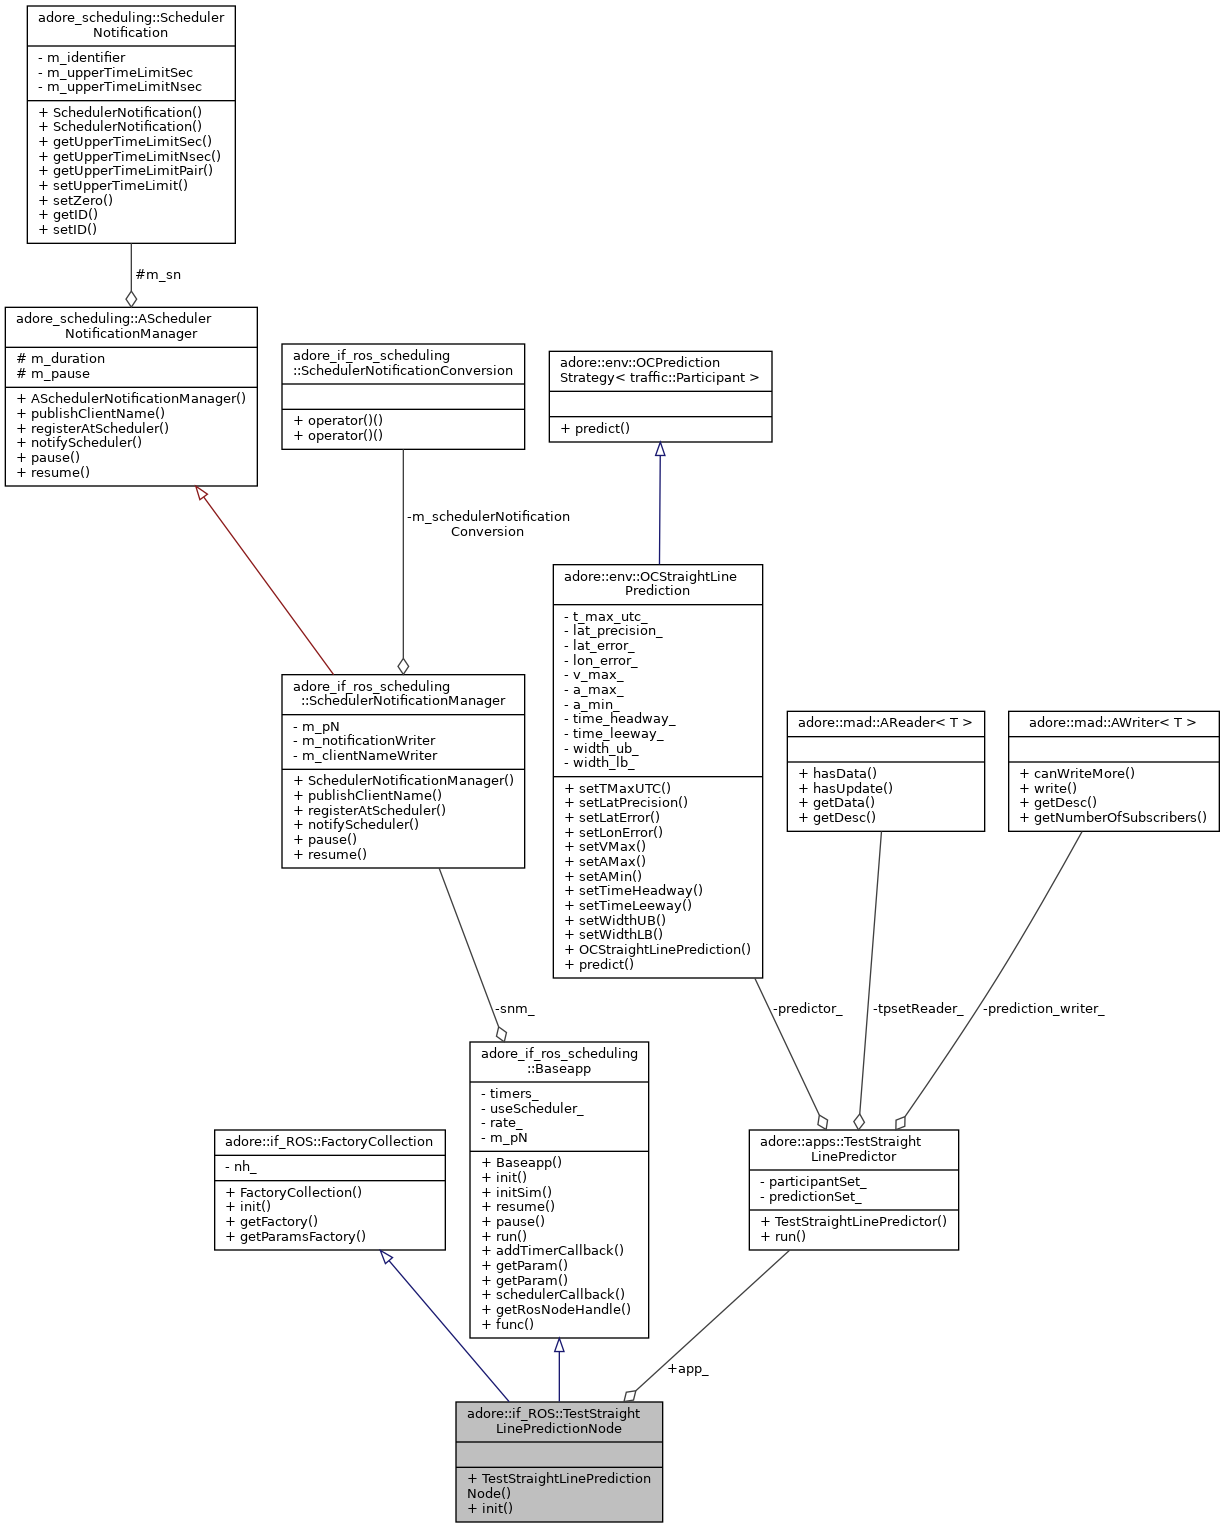 adore_scheduling::Scheduler
Notification
- m_identifier
- m_upperTimeLimitSec
- m_upperTimeLimitNsec
+ SchedulerNotification()
+ SchedulerNotification()
+ getUpperTimeLimitSec()
+ getUpperTimeLimitNsec()
+ getUpperTimeLimitPair()
+ setUpperTimeLimit()
+ setZero()
+ getID()
+ setID()
#m_sn
adore_scheduling::AScheduler
NotificationManager
# m_duration
# m_pause
+ ASchedulerNotificationManager()
+ publishClientName()
+ registerAtScheduler()
+ notifyScheduler()
+ pause()
+ resume()
adore_if_ros_scheduling
::SchedulerNotificationConversion
+ operator()()
+ operator()()
adore::env::OCPrediction
Strategy< traffic::Participant >
+ predict()
-m_schedulerNotification
Conversion
adore::env::OCStraightLine
Prediction
- t_max_utc_
- lat_precision_
- lat_error_
- lon_error_
- v_max_
- a_max_
- a_min_
- time_headway_
- time_leeway_
- width_ub_
- width_lb_
+ setTMaxUTC()
+ setLatPrecision()
+ setLatError()
+ setLonError()
+ setVMax()
+ setAMax()
+ setAMin()
+ setTimeHeadway()
+ setTimeLeeway()
+ setWidthUB()
+ setWidthLB()
+ OCStraightLinePrediction()
+ predict()
adore_if_ros_scheduling
::SchedulerNotificationManager
- m_pN
- m_notificationWriter
- m_clientNameWriter
+ SchedulerNotificationManager()
+ publishClientName()
+ registerAtScheduler()
+ notifyScheduler()
+ pause()
+ resume()
adore::mad::AReader< T >
+ hasData()
+ hasUpdate()
+ getData()
+ getDesc()
adore::mad::AWriter< T >
+ canWriteMore()
+ write()
+ getDesc()
+ getNumberOfSubscribers()
-snm_
-predictor_
-tpsetReader_
-prediction_writer_
adore_if_ros_scheduling
::Baseapp
- timers_
- useScheduler_
- rate_
- m_pN
+ Baseapp()
+ init()
+ initSim()
+ resume()
+ pause()
+ run()
+ addTimerCallback()
+ getParam()
+ getParam()
+ schedulerCallback()
+ getRosNodeHandle()
+ func()
adore::if_ROS::FactoryCollection
- nh_
+ FactoryCollection()
+ init()
+ getFactory()
+ getParamsFactory()
adore::apps::TestStraight
LinePredictor
- participantSet_
- predictionSet_
+ TestStraightLinePredictor()
+ run()
+app_
adore::if_ROS::TestStraight
LinePredictionNode
+ TestStraightLinePrediction
Node()
+ init()